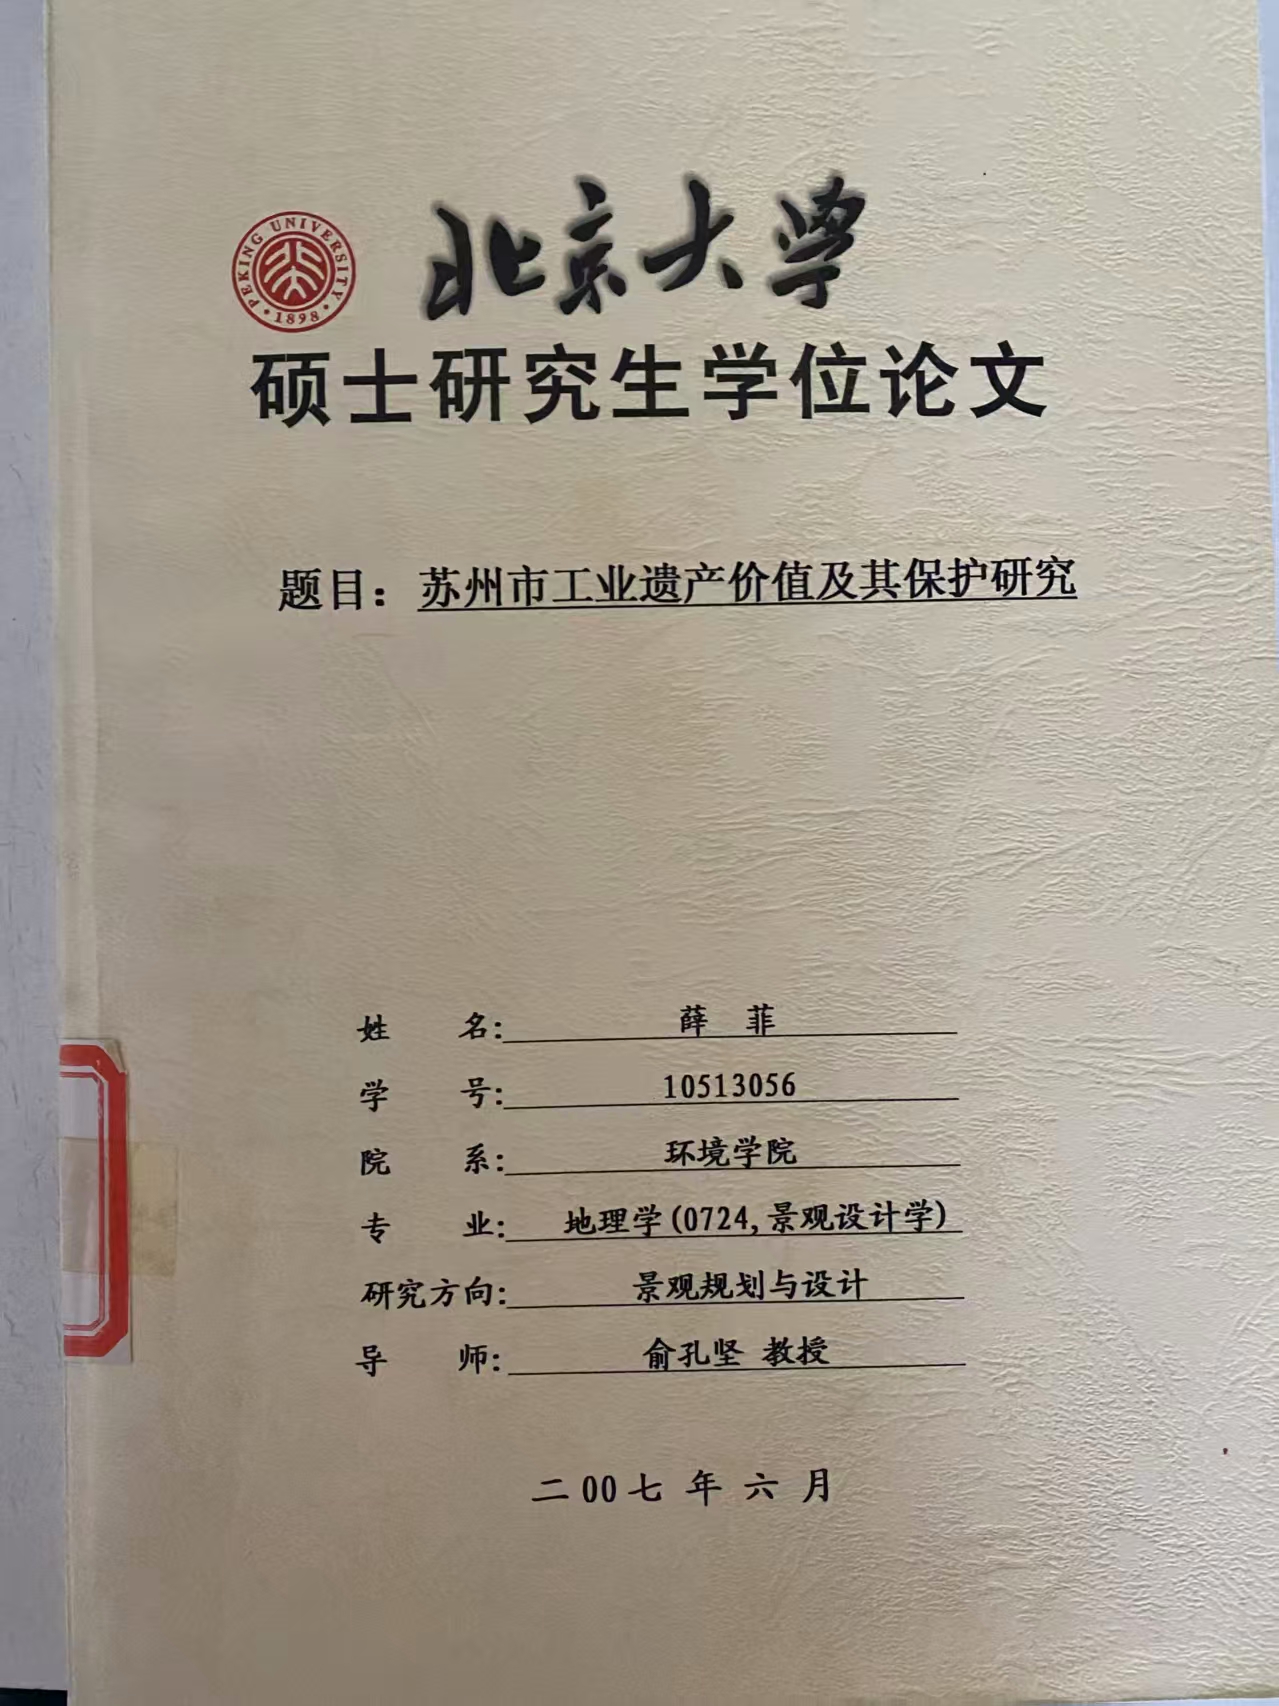 PEKING UNIVERSITY
1898
北京大学
硕士研究生学位论文
题目：苏州市工业遗产价值及其保护研究
姓 名: 薛 菲
学 号: 10513056
院 系: 环境学院
专 业: 地理学(0724,景观设计学)
研究方向: 景观规划与设计
导 师: 俞孔坚 教授
二00七 年 六 月